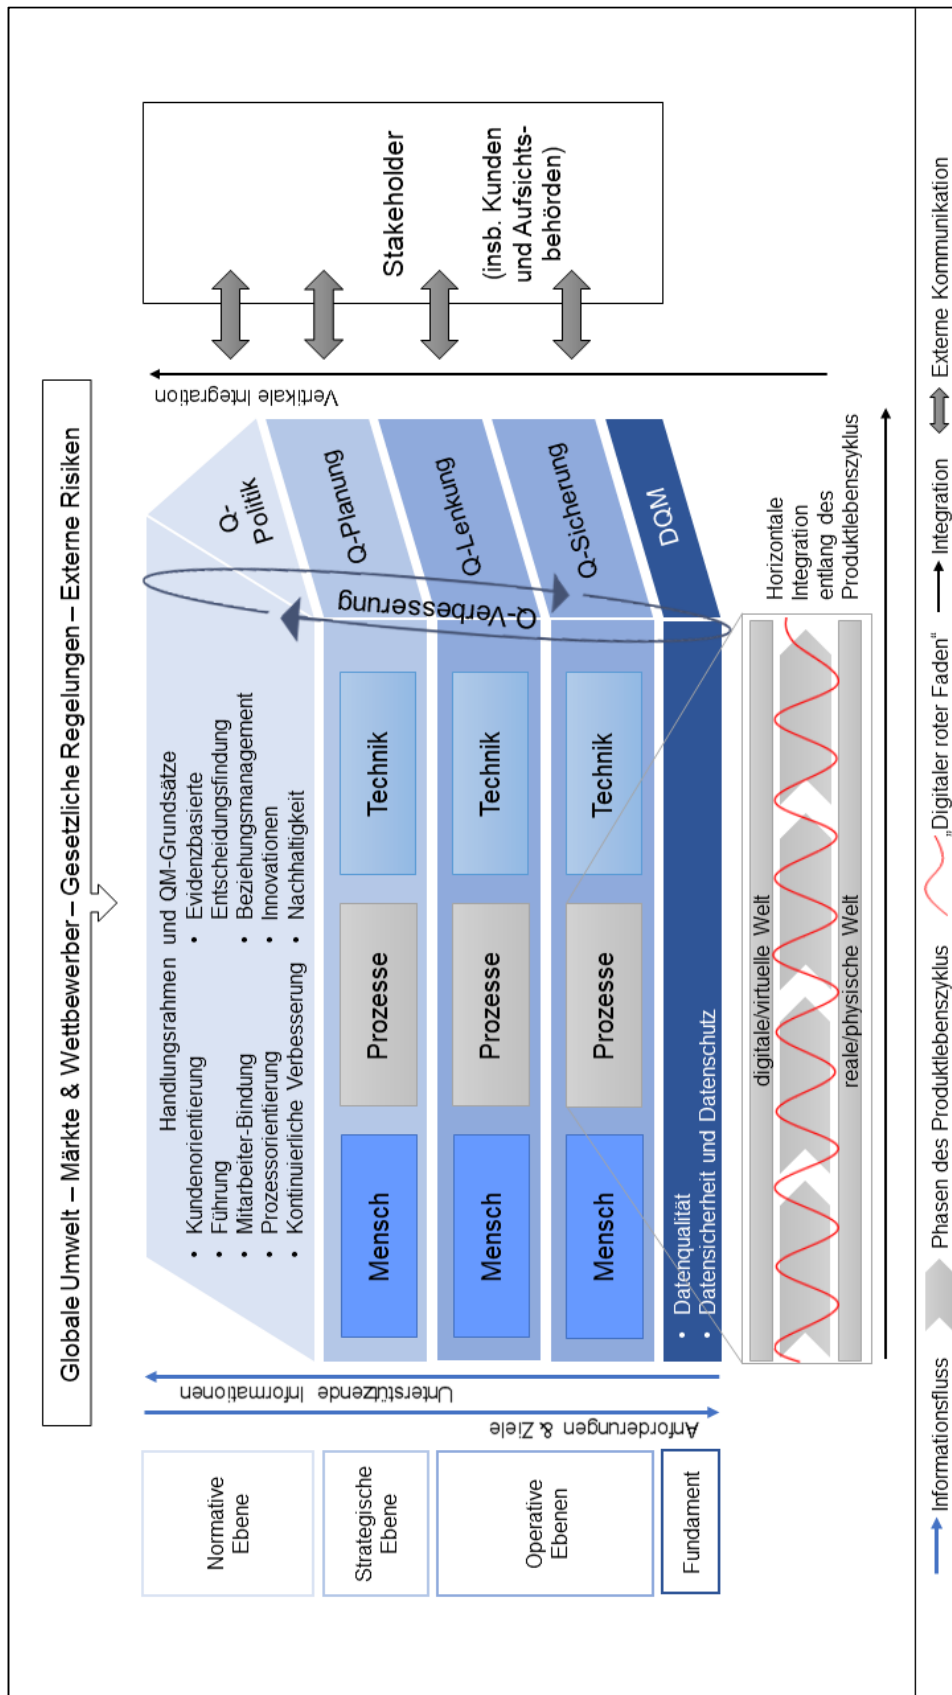 Globale Umwelt – Märkte & Wettbewerber – Gesetzliche Regelungen – Externe Risiken
Normative
Ebene
Strategische
Ebene
Operative
Ebenen
Fundament
Anforderungen & Ziele
Unterstützende Informationen
Handlungsrahmen und QM-Grundsätze
• Kundenorientierung
• Führung
• Mitarbeiter-Bindung
• Prozessorientierung
• Kontinuierliche Verbesserung
• Evidenzbasierte
Entscheidungsfindung
• Beziehungsmanagement
• Innovationen
• Nachhaltigkeit
Mensch
Prozesse
Technik
Mensch
Prozesse
Technik
Mensch
Prozesse
Technik
• Datenqualität
• Datensicherheit und Datenschutz
Q-Verbesserung
Q-
Politik
Q-Planung
Q-Lenkung
Q-Sicherung
DQM
Vertikale Integration
Stakeholder
(insb. Kunden
und Aufsichts-
behörden)
digitale/virtuelle Welt
reale/physische Welt
Horizontale
Integration
entlang des
Produktlebenszyklus
Informationsfluss
Phasen des Produktlebenszyklus
„Digitaler roter Faden“
Integration
Externe Kommunikation